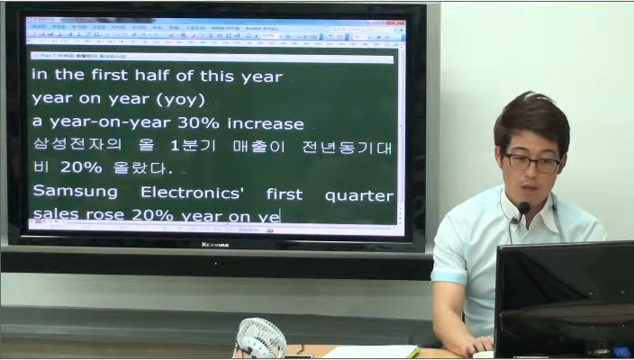 in the first half of this year
year on year (yoy)
a year-on-year 30% increase
삼성전자의 올 1분기 매출이 전년동기대
비 20% 올랐다.
Samsung Electronics' first quarter
sales rose 20% year on ye
XCANVAS